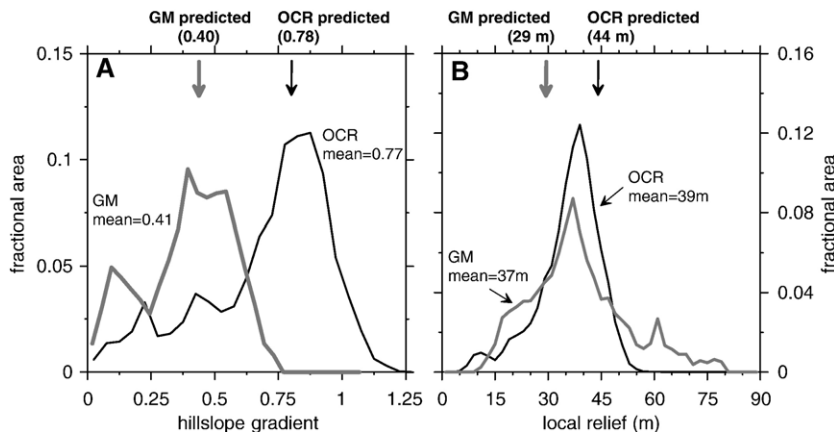 GM predicted
(0.40)
OCR predicted
(0.78)
GM predicted
(29 m)
OCR predicted
(44 m)
A
0.15
0.1
0.05
0
fractional area
OCR
mean=0.77
GM
mean=0.41
0 0.25 0.5 0.75 1 1.25
hillslope gradient
B
0.16
0.12
0.08
0.04
0
fractional area
OCR
mean=39m
GM
mean=37m
0 15 30 45 60 75 90
local relief (m)